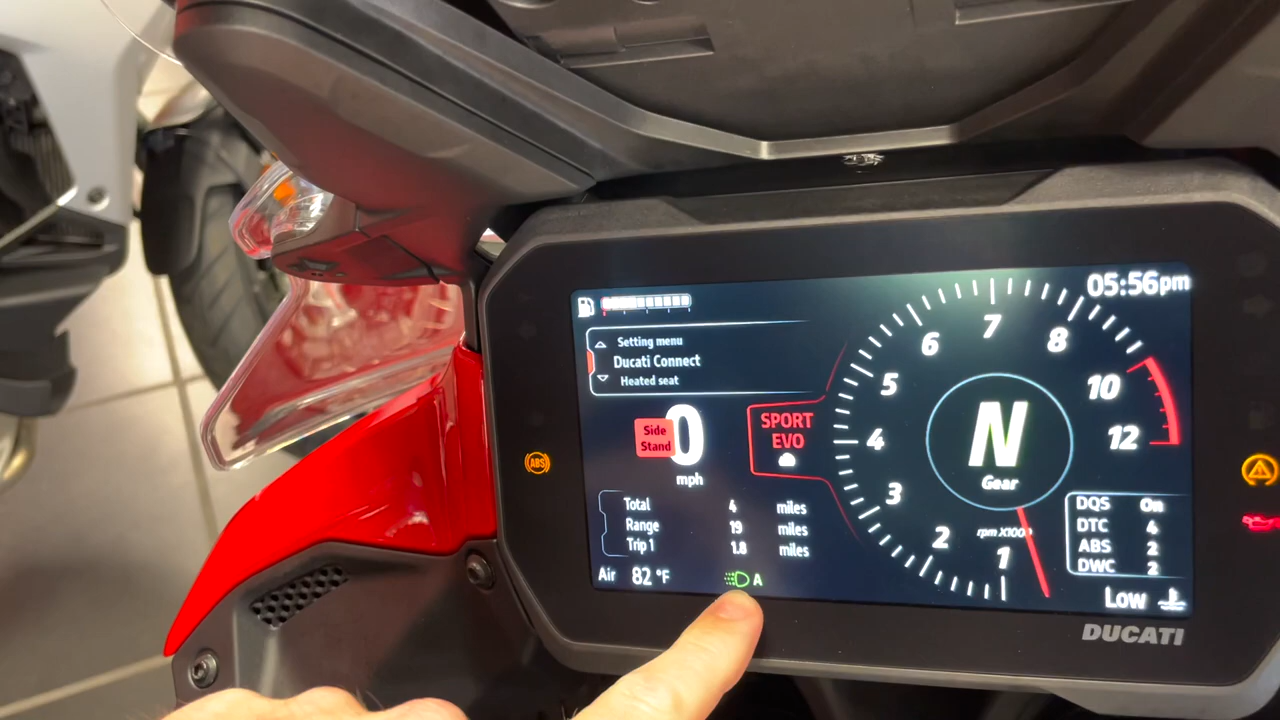 05:56pm
Setting menu
Ducati Connect
Heated seat
Side
Stand
0
mph
SPORT
EVO
Total 4 miles
Range 19 miles
Trip 1 1.8 miles
Air 82 °F
A
1
2
3
4
5
6
7
8
10
12
N
Gear
rpm X1000
DQS On
DTC 4
ABS 2
DWC 2
Low
DUCATI
ABS